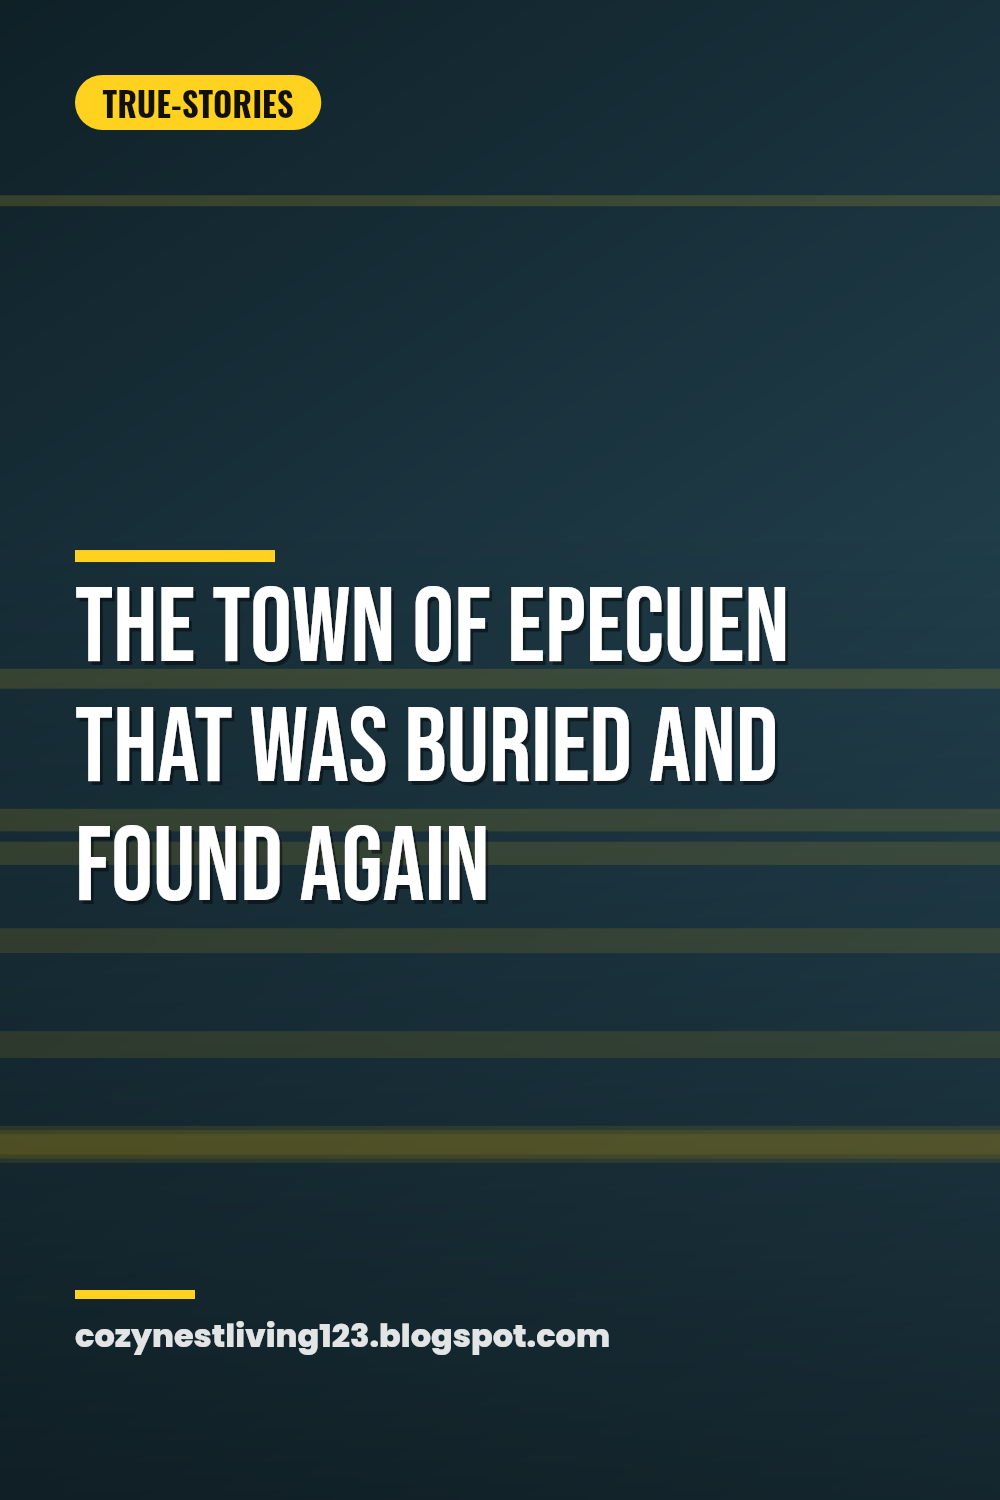 TRUE-STORIES
THE TOWN OF EPECUEN
THAT WAS BURIED AND
FOUND AGAIN
cozynestliving123.blogspot.com